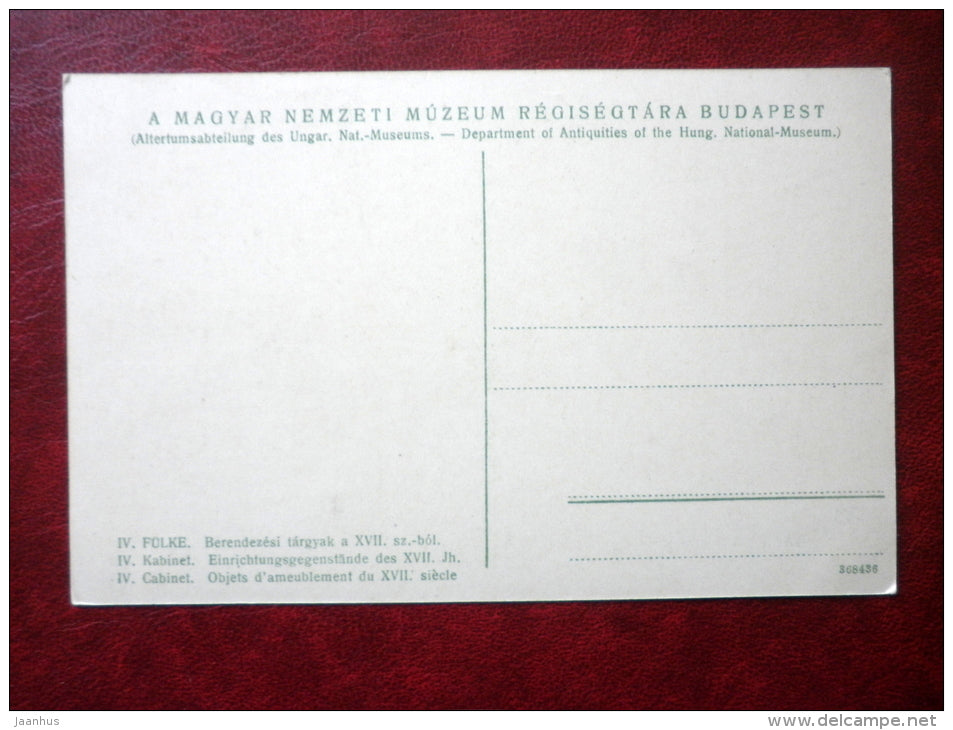 A MAGYAR NEMZETI MÚZEUM RÉGISÉGTÁRA BUDAPEST
(Altertumsabteilung des Ungar. Nat.-Museums. — Department of Antiquities of the Hung. National-Museum.)
IV. FÜLKE. Berendezési tárgyak a XVII. sz.-ból.
IV. Kabinet. Einrichtungsgegenstände des XVII. Jh.
IV. Cabinet. Objets d'ameublement du XVII. siècle
368436
jaanhus
www.delcampe.net